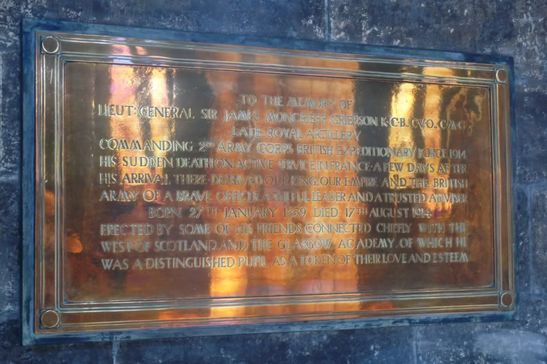 TO THE MEMORY OF
LIEUT: GENERAL SIR JAMES MONCRIEFF GRIERSON K·C·B., C·V·O., C·M·G.
LATE ROYAL ARTILLERY
COMMANDING 2ND ARMY CORPS BRITISH EXPEDITIONARY FORCE 1914
HIS SUDDEN DEATH ON ACTIVE SERVICE IN FRANCE A FEW DAYS AFTER
HIS ARRIVAL THERE DEPRIVED OUR KING, OUR EMPIRE AND THE BRITISH
ARMY OF A BRAVE OFFICER A SKILFUL LEADER AND A TRUSTED ADVISER
BORN 27TH JANUARY 1859 DIED 17TH AUGUST 1914
ERECTED BY SOME OF HIS FRIENDS CONNECTED CHIEFLY WITH THE
WEST OF SCOTLAND AND THE GLASGOW ACADEMY, OF WHICH HE
WAS A DISTINGUISHED PUPIL AS A TOKEN OF THEIR LOVE AND ESTEEM